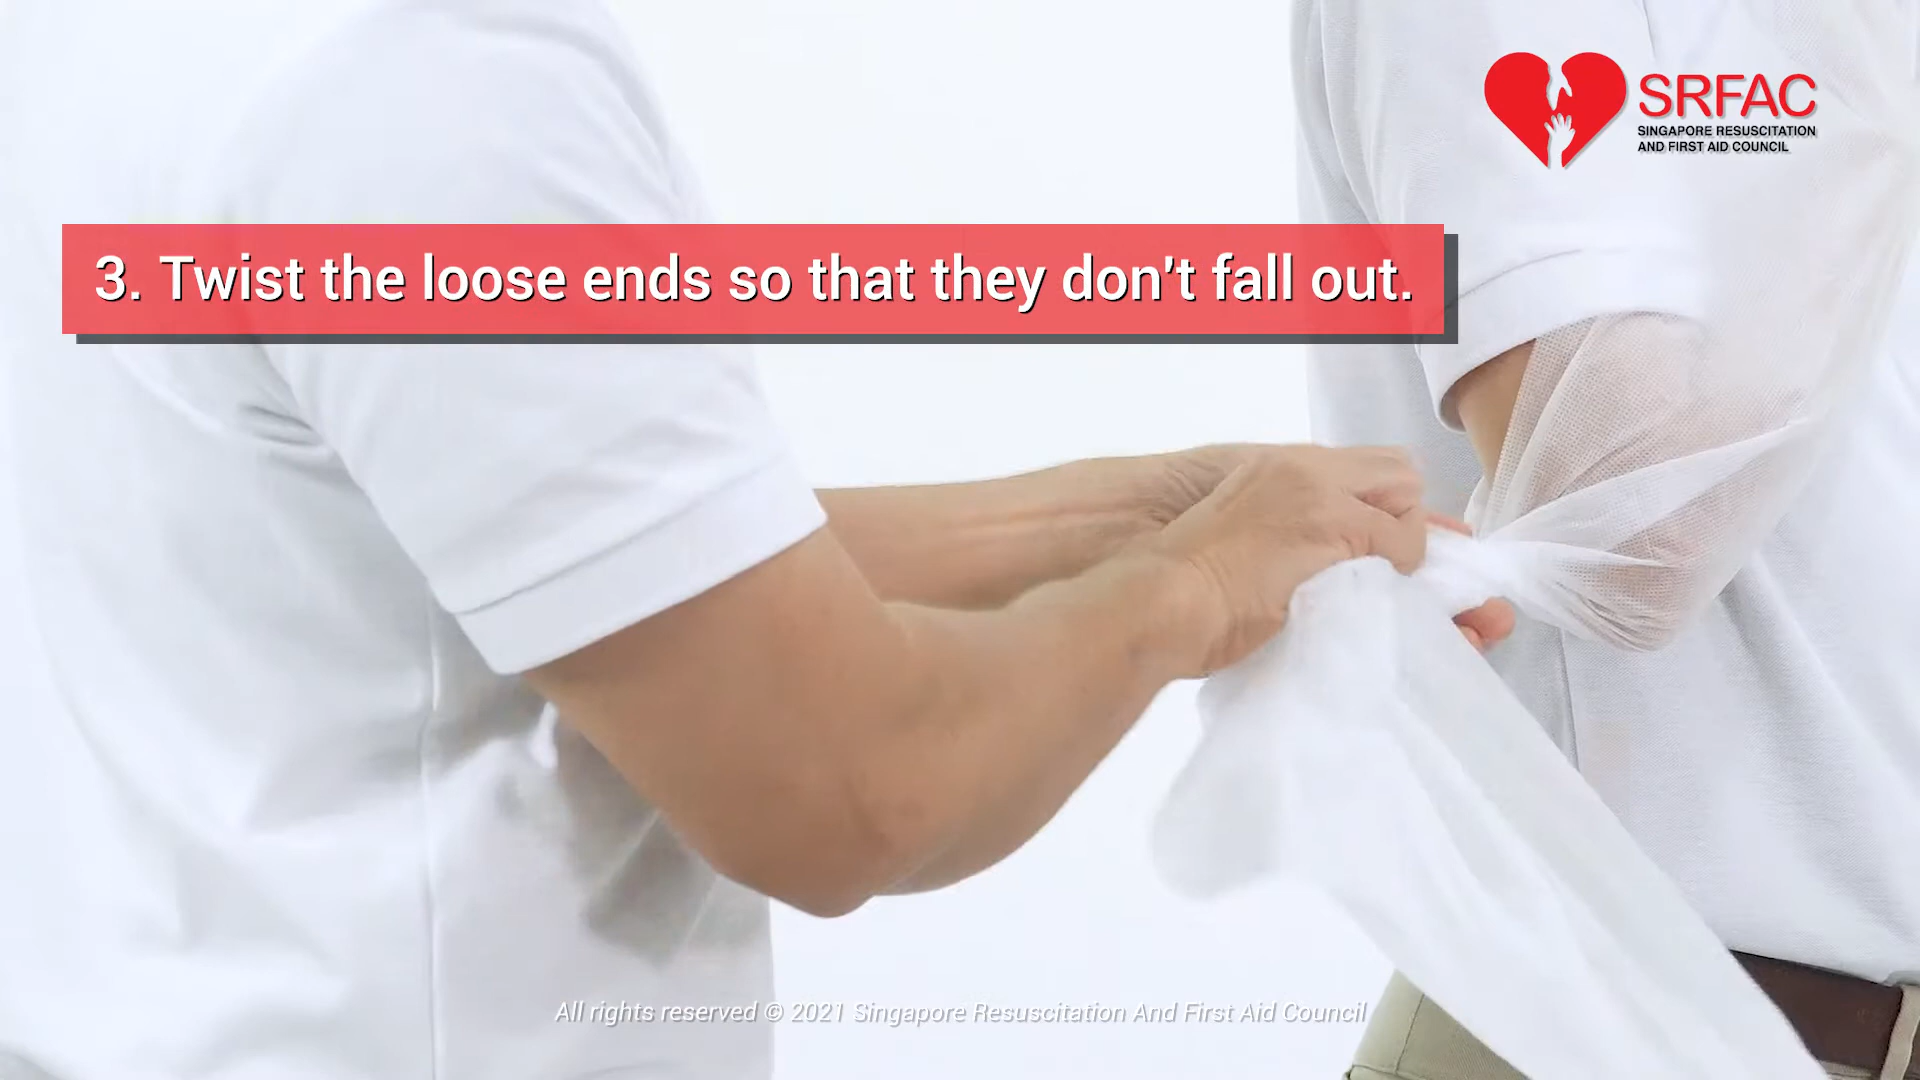 SRFAC
SINGAPORE RESUSCITATION
AND FIRST AID COUNCIL
3. Twist the loose ends so that they don't fall out.
All rights reserved © 2021 Singapore Resuscitation And First Aid Council